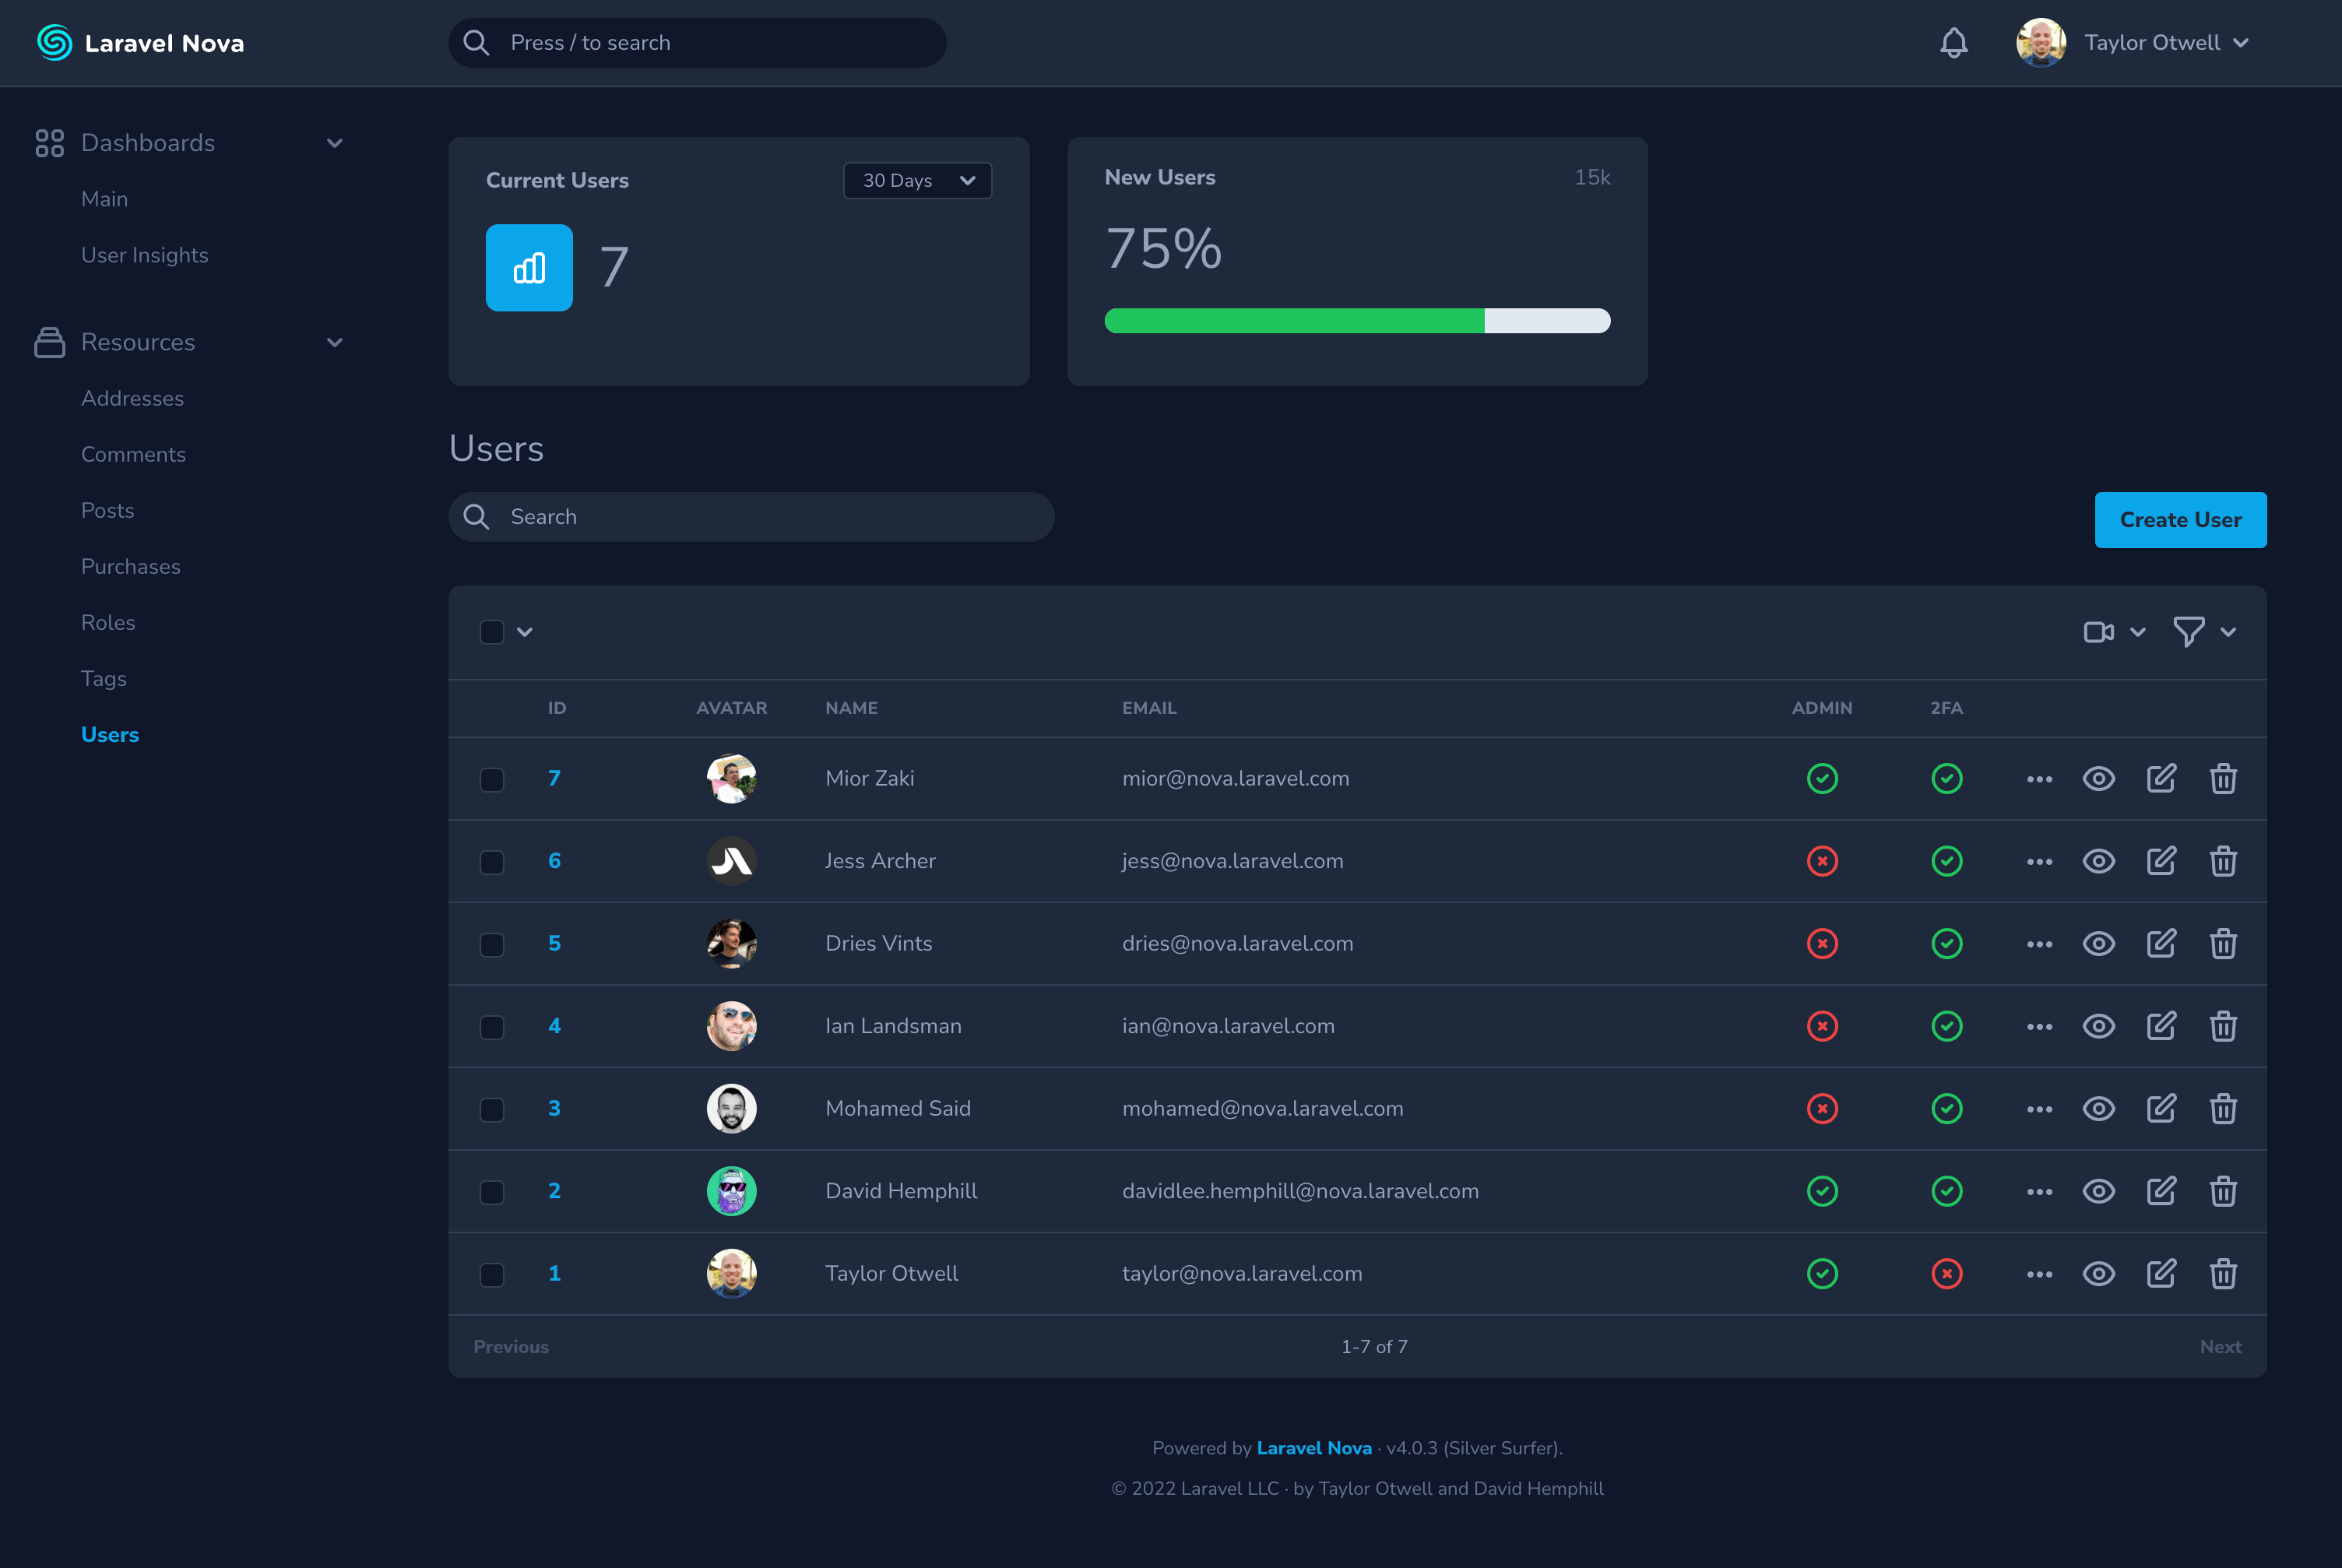 Laravel Nova
Press / to search
Taylor Otwell
Dashboards
Main
User Insights
Resources
Addresses
Comments
Posts
Purchases
Roles
Tags
Users
Current Users
30 Days
7
New Users
15k
75%
Users
Search
Create User
ID AVATAR NAME EMAIL ADMIN 2FA
7 Mior Zaki mior@nova.laravel.com
6 Jess Archer jess@nova.laravel.com
5 Dries Vints dries@nova.laravel.com
4 Ian Landsman ian@nova.laravel.com
3 Mohamed Said mohamed@nova.laravel.com
2 David Hemphill davidlee.hemphill@nova.laravel.com
1 Taylor Otwell taylor@nova.laravel.com
Previous 1-7 of 7 Next
Powered by Laravel Nova · v4.0.3 (Silver Surfer).
© 2022 Laravel LLC · by Taylor Otwell and David Hemphill